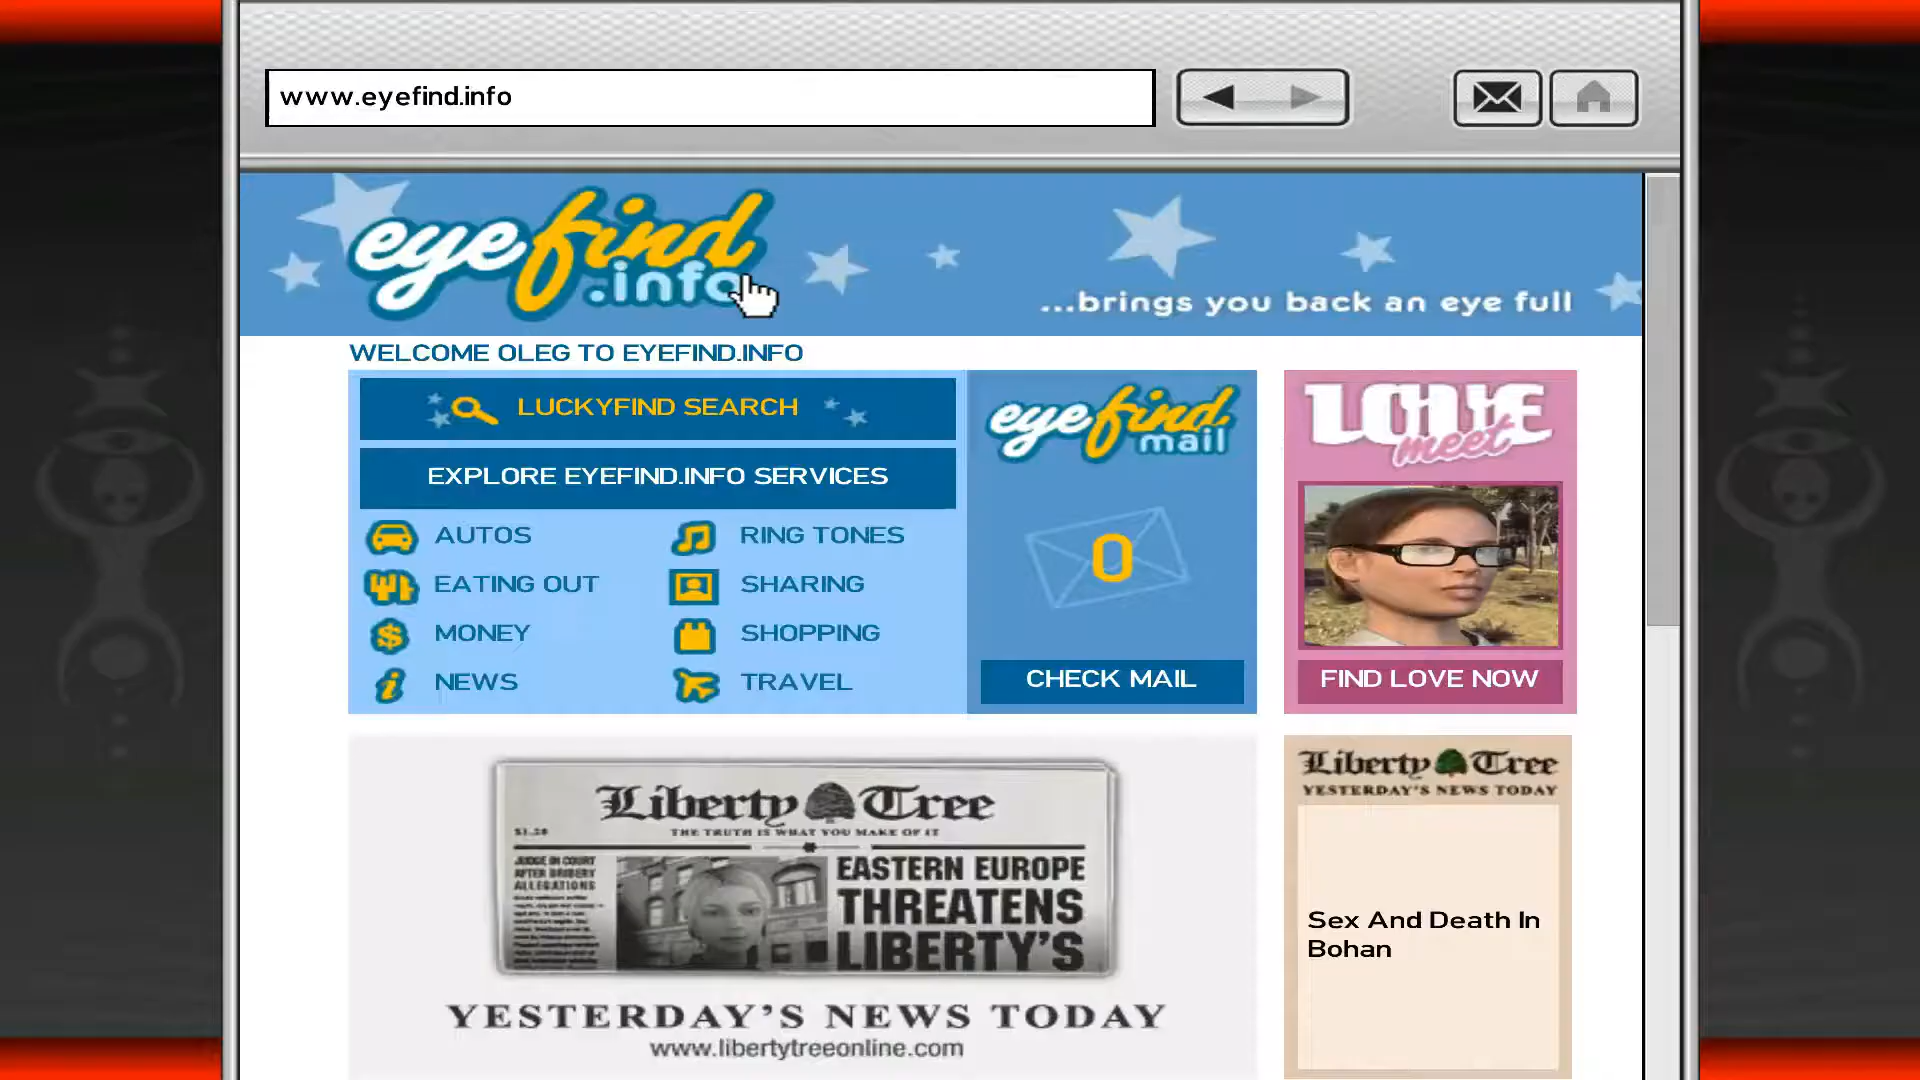 www.eyefind.info
eyefind
.info
...brings you back an eye full
WELCOME OLEG TO EYEFIND.INFO
LUCKYFIND SEARCH
EXPLORE EYEFIND.INFO SERVICES
AUTOS
RING TONES
EATING OUT
SHARING
MONEY
SHOPPING
NEWS
TRAVEL
eyefind
mail
0
CHECK MAIL
LOVE
meet
FIND LOVE NOW
Liberty Tree
THE TRUTH IS WHAT YOU MAKE OF IT
JUDGE IN COURT
AFTER BRIBERY
ALLEGATIONS
EASTERN EUROPE
THREATENS
LIBERTY'S
YESTERDAY'S NEWS TODAY
www.libertytreeonline.com
Liberty Tree
YESTERDAY'S NEWS TODAY
Sex And Death In
Bohan